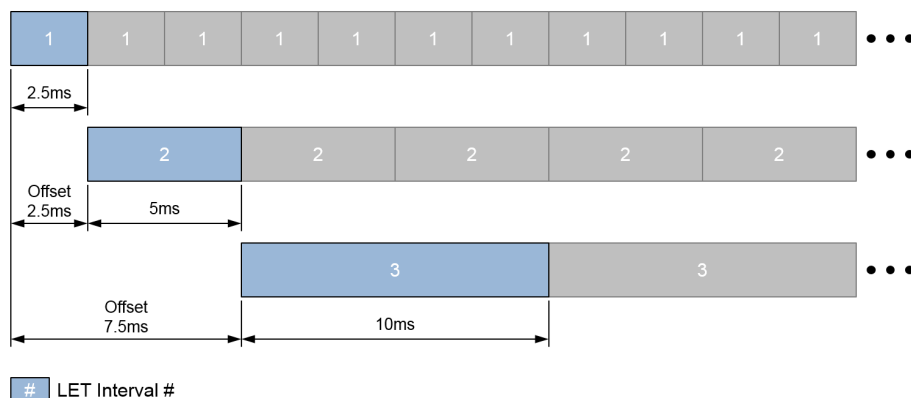 1 1 1 1 1 1 1 1 1 1 1 • • •
2.5ms
2 2 2 2 2 • • •
Offset
2.5ms 5ms
3 3 • • •
Offset
7.5ms 10ms
# LET Interval #